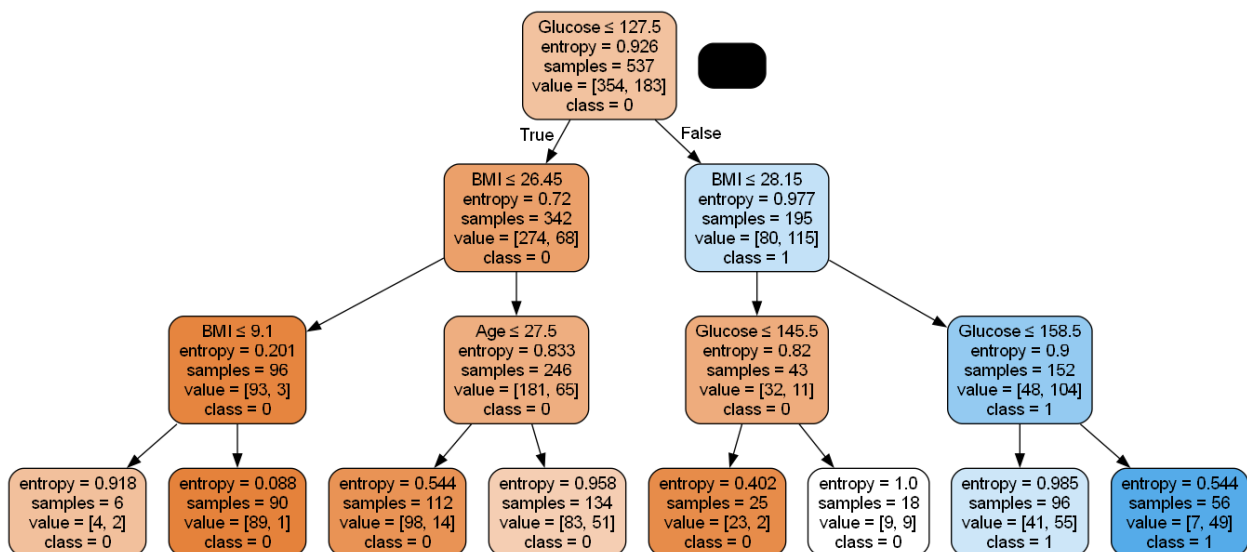 Glucose ≤ 127.5
entropy = 0.926
samples = 537
value = [354, 183]
class = 0
True
False
BMI ≤ 26.45
entropy = 0.72
samples = 342
value = [274, 68]
class = 0
BMI ≤ 28.15
entropy = 0.977
samples = 195
value = [80, 115]
class = 1
BMI ≤ 9.1
entropy = 0.201
samples = 96
value = [93, 3]
class = 0
Age ≤ 27.5
entropy = 0.833
samples = 246
value = [181, 65]
class = 0
Glucose ≤ 145.5
entropy = 0.82
samples = 43
value = [32, 11]
class = 0
Glucose ≤ 158.5
entropy = 0.9
samples = 152
value = [48, 104]
class = 1
entropy = 0.918
samples = 6
value = [4, 2]
class = 0
entropy = 0.088
samples = 90
value = [89, 1]
class = 0
entropy = 0.544
samples = 112
value = [98, 14]
class = 0
entropy = 0.958
samples = 134
value = [83, 51]
class = 0
entropy = 0.402
samples = 25
value = [23, 2]
class = 0
entropy = 1.0
samples = 18
value = [9, 9]
class = 0
entropy = 0.985
samples = 96
value = [41, 55]
class = 1
entropy = 0.544
samples = 56
value = [7, 49]
class = 1